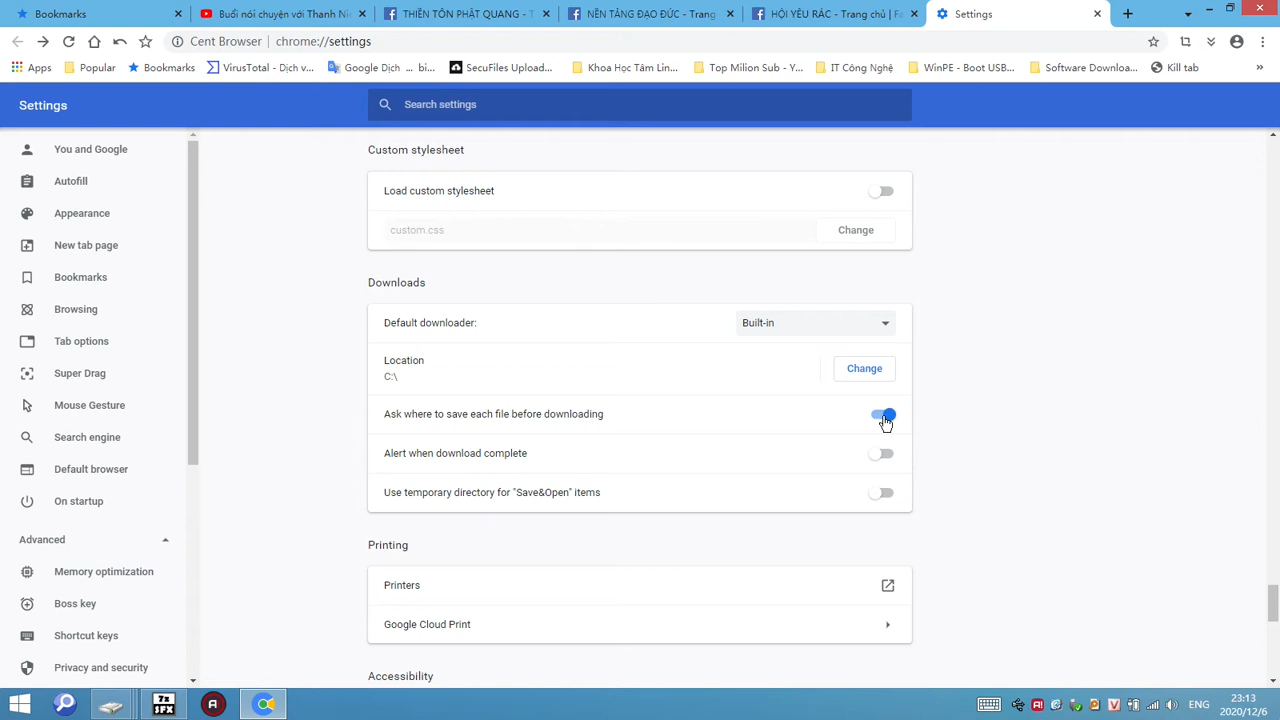 Bookmarks
Buổi nói chuyện với Thanh Ni
THIỀN TÔN PHẬT QUANG - T
NỀN TẢNG ĐẠO ĐỨC - Trang
HỘI YÊU RÁC - Trang chủ | Fa
Settings
Cent Browser
chrome://settings
Apps
Popular
Bookmarks
VirusTotal - Dịch v...
Google Dịch ... bi...
SecuFiles Upload...
Khoa Học Tâm Lin...
Top Milion Sub - Y...
IT Công Nghệ
WinPE - Boot USB...
Software Downloa...
Kill tab
»
Settings
Search settings
You and Google
Autofill
Appearance
New tab page
Bookmarks
Browsing
Tab options
Super Drag
Mouse Gesture
Search engine
Default browser
On startup
Advanced
Memory optimization
Boss key
Shortcut keys
Privacy and security
Custom stylesheet
Load custom stylesheet
custom.css
Change
Downloads
Default downloader:
Built-in
Location
C:\
Change
Ask where to save each file before downloading
Alert when download complete
Use temporary directory for "Save&Open" items
Printing
Printers
Google Cloud Print
Accessibility
7z
SFX
ENG
23:13
2020/12/6